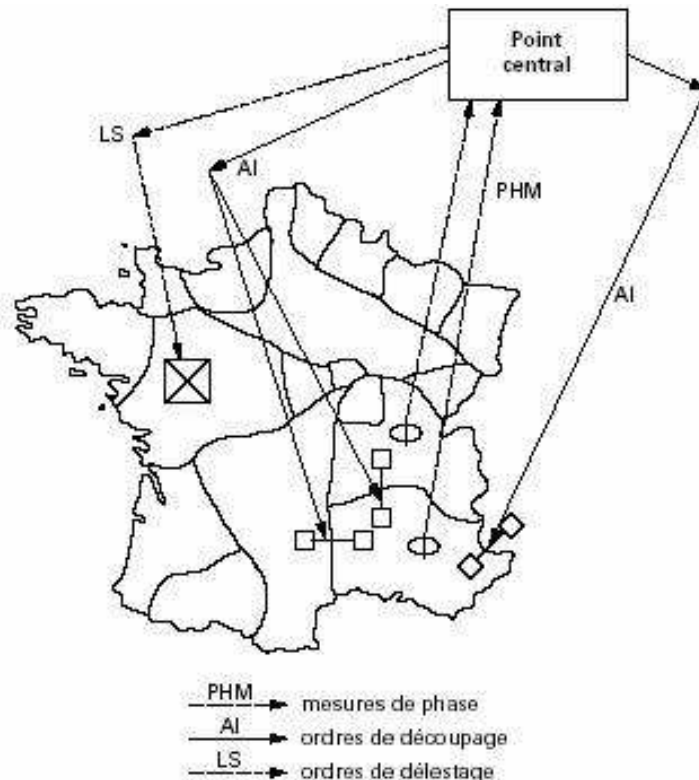 Point
central
LS
AI
PHM
AI
PHM
mesures de phase
AI
ordres de découpage
LS
ordres de délestage